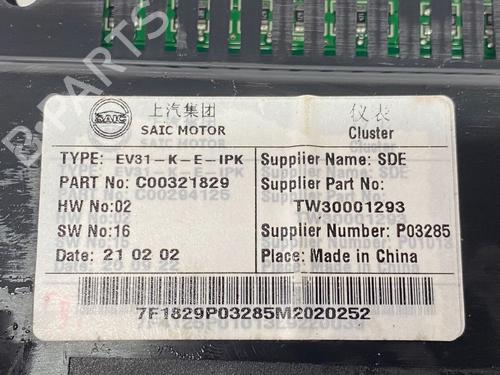 SAIC
上汽集团
SAIC MOTOR
仪表
Cluster
TYPE: EV31-K-E-IPK
PART No: C00321829
HW No:02
SW No:16
Date: 21 02 02
Supplier Name: SDE
Supplier Part No:
TW30001293
Supplier Number: P03285
Place: Made in China
7F1829P03285M2020252
B-PARTS